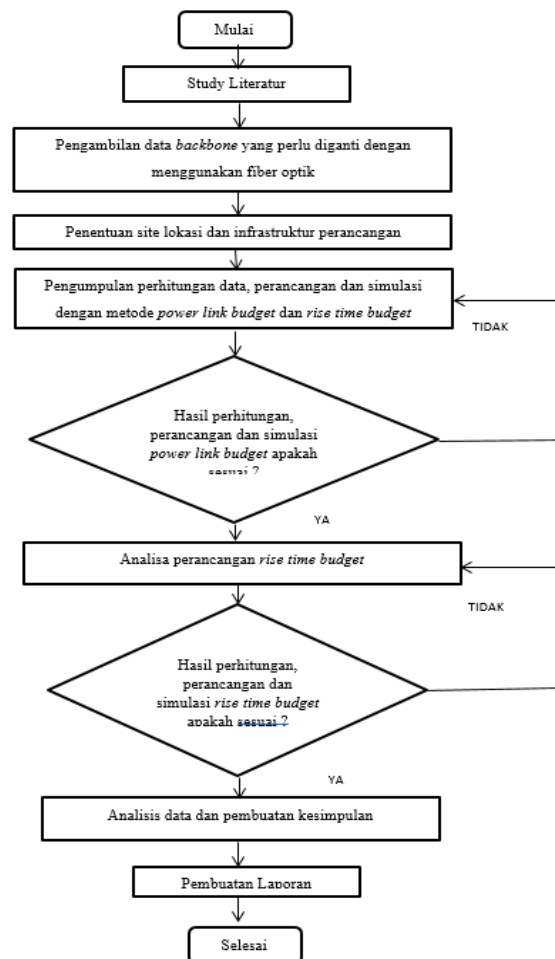 Mulai
Study Literatur
Pengambilan data backbone yang perlu diganti dengan
menggunakan fiber optik
Penentuan site lokasi dan infrastruktur perancangan
Pengumpulan perhitungan data, perancangan dan simulasi
dengan metode power link budget dan rise time budget
TIDAK
Hasil perhitungan,
perancangan dan simulasi
power link budget apakah
sesuai ?
YA
Analisa perancangan rise time budget
TIDAK
Hasil perhitungan,
perancangan dan
simulasi rise time budget
apakah sesuai ?
YA
Analisis data dan pembuatan kesimpulan
Pembuatan Laporan
Selesai